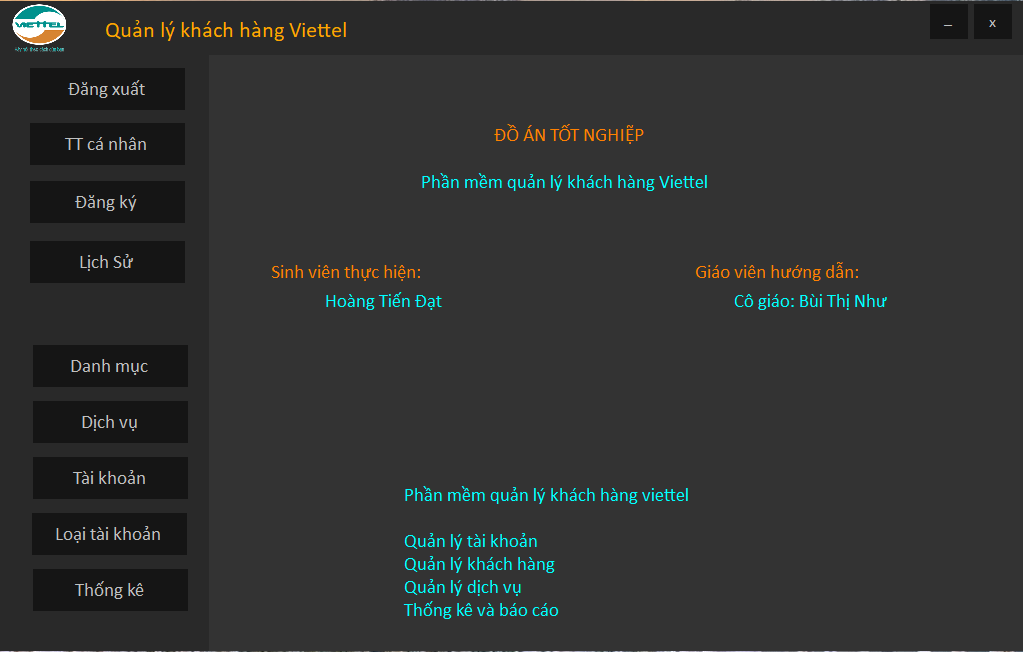 VIETTEL
Quản lý khách hàng Viettel
_
x
Đăng xuất
TT cá nhân
Đăng ký
Lịch Sử
Danh mục
Dịch vụ
Tài khoản
Loại tài khoản
Thống kê
ĐỒ ÁN TỐT NGHIỆP
Phần mềm quản lý khách hàng Viettel
Sinh viên thực hiện:
Hoàng Tiến Đạt
Giáo viên hướng dẫn:
Cô giáo: Bùi Thị Như
Phần mềm quản lý khách hàng viettel
Quản lý tài khoản
Quản lý khách hàng
Quản lý dịch vụ
Thống kê và báo cáo